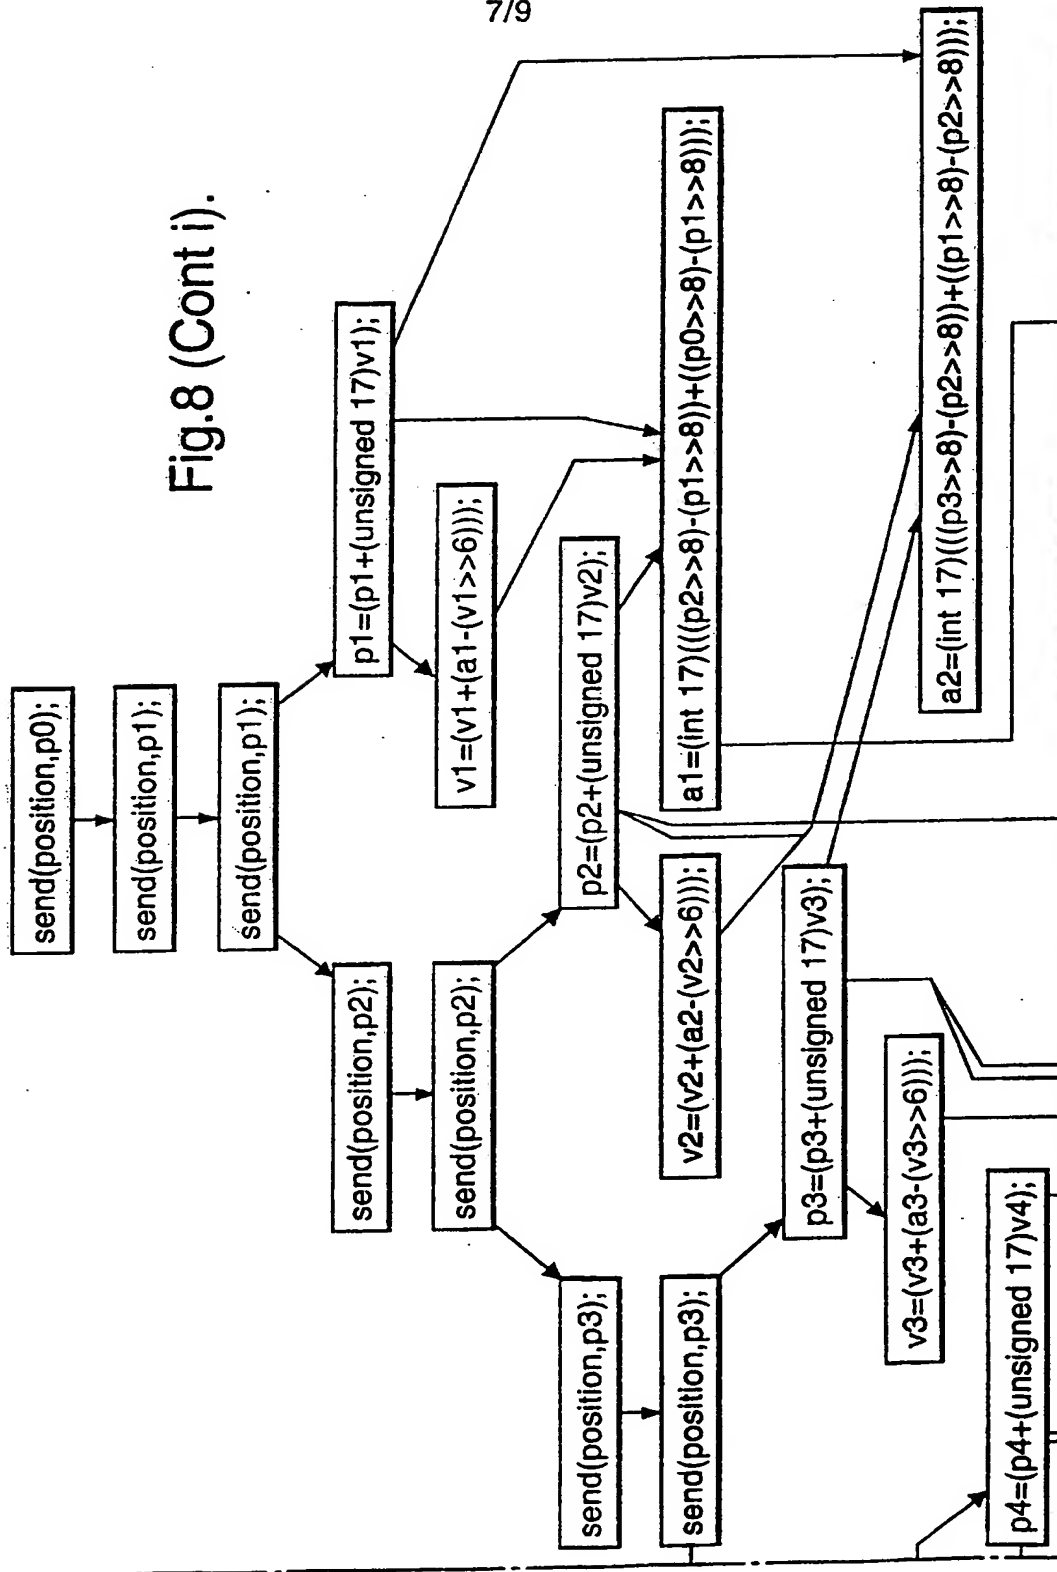 7/9
Fig.8 (Cont i).
send(position,p0);
send(position,p1);
send(position,p1);
p1=(p1+(unsigned 17)v1);
send(position,p2);
v1=(v1+(a1-(v1>>6)));
send(position,p2);
p2=(p2+(unsigned 17)v2);
send(position,p3);
a1=(int 17)(((p2>>8)-(p1>>8))+((p0>>8)-(p1>>8)));
v2=(v2+(a2-(v2>>6)));
send(position,p3);
p3=(p3+(unsigned 17)v3);
v3=(v3+(a3-(v3>>6)));
a2=(int 17)(((p3>>8)-(p2>>8))+((p1>>8)-(p2>>8)));
p4=(p4+(unsigned 17)v4);